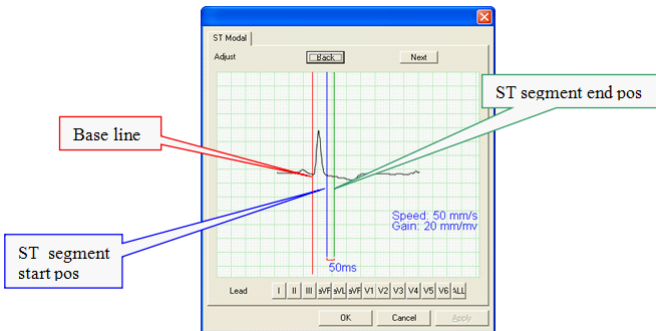 ST Modal
Adjust
Back
Next
ST segment end pos
Base line
Speed: 50 mm/s
Gain: 20 mm/mv
ST segment
start pos
50ms
Lead I II III aVF aVL aVF V1 V2 V3 V4 V5 V6 ALL
OK Cancel Apply